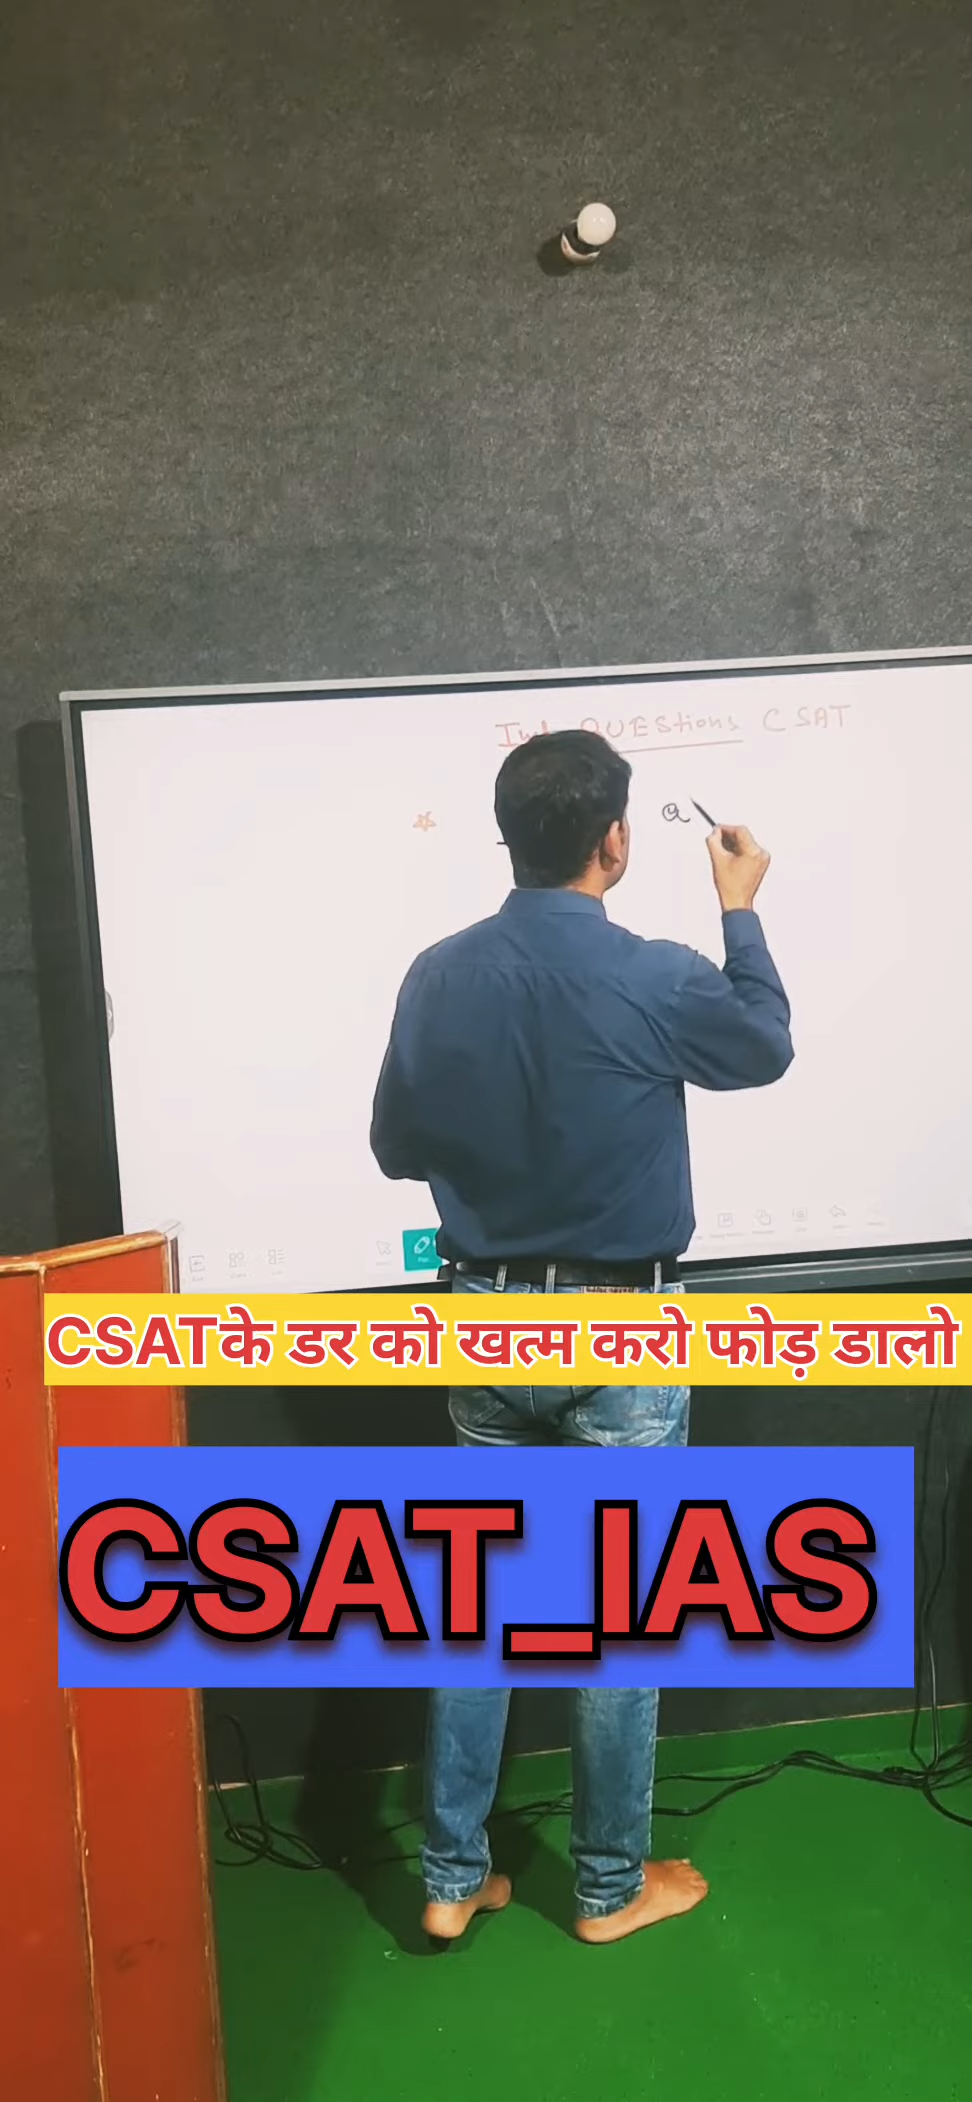 QUEStions CSAT
a
CSATके डर को खत्म करो फोड़ डालो
CSAT_IAS